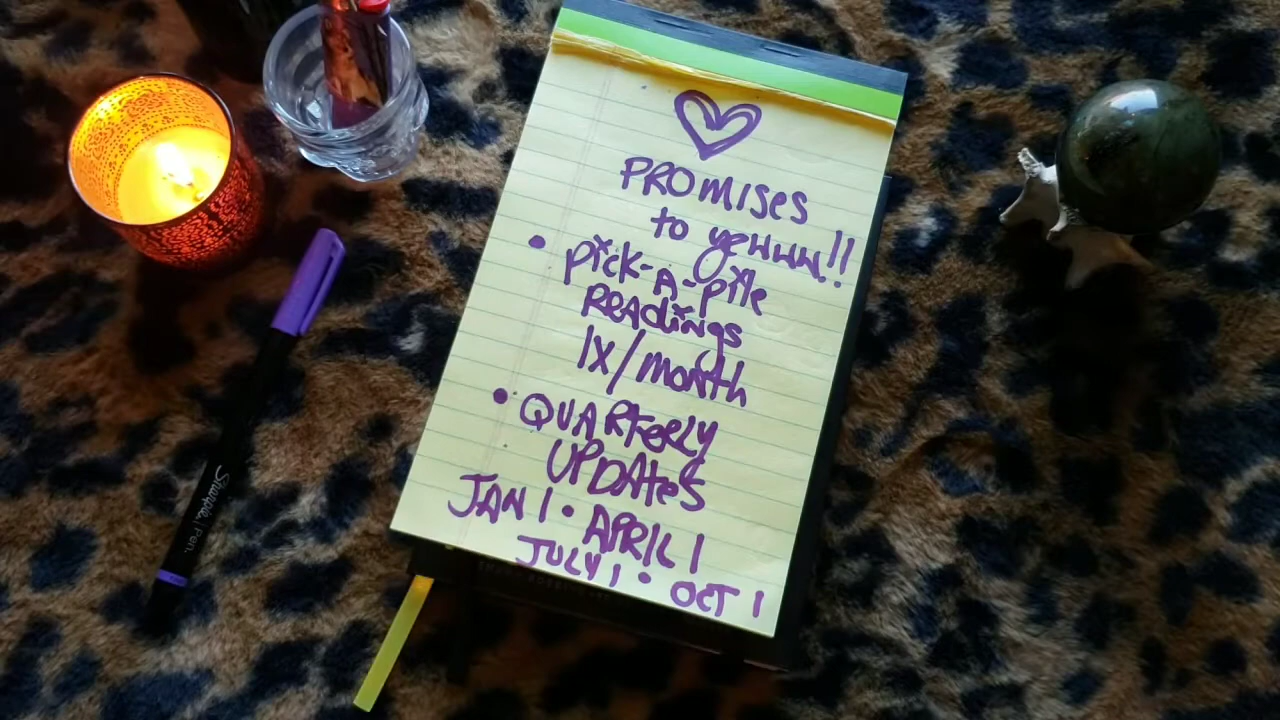 PROMISES
to yewww!!
• Pick-A-Pile
READINGS
1X/month
• QUARTERLY
UPDATES
JAN 1 • APRIL 1
JULY 1 • OCT 1
Sharpie. Pen.